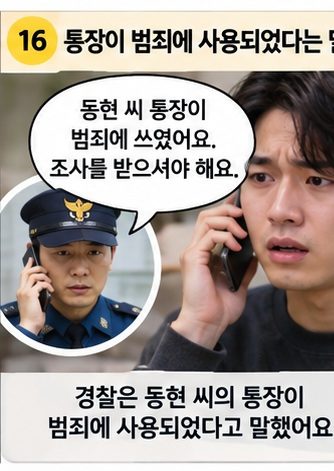 16 통장이 범죄에 사용되었다는
동현 씨 통장이
범죄에 쓰였어요.
조사를 받으셔야 해요.
경찰은 동현 씨의 통장이
범죄에 사용되었다고 말했어요